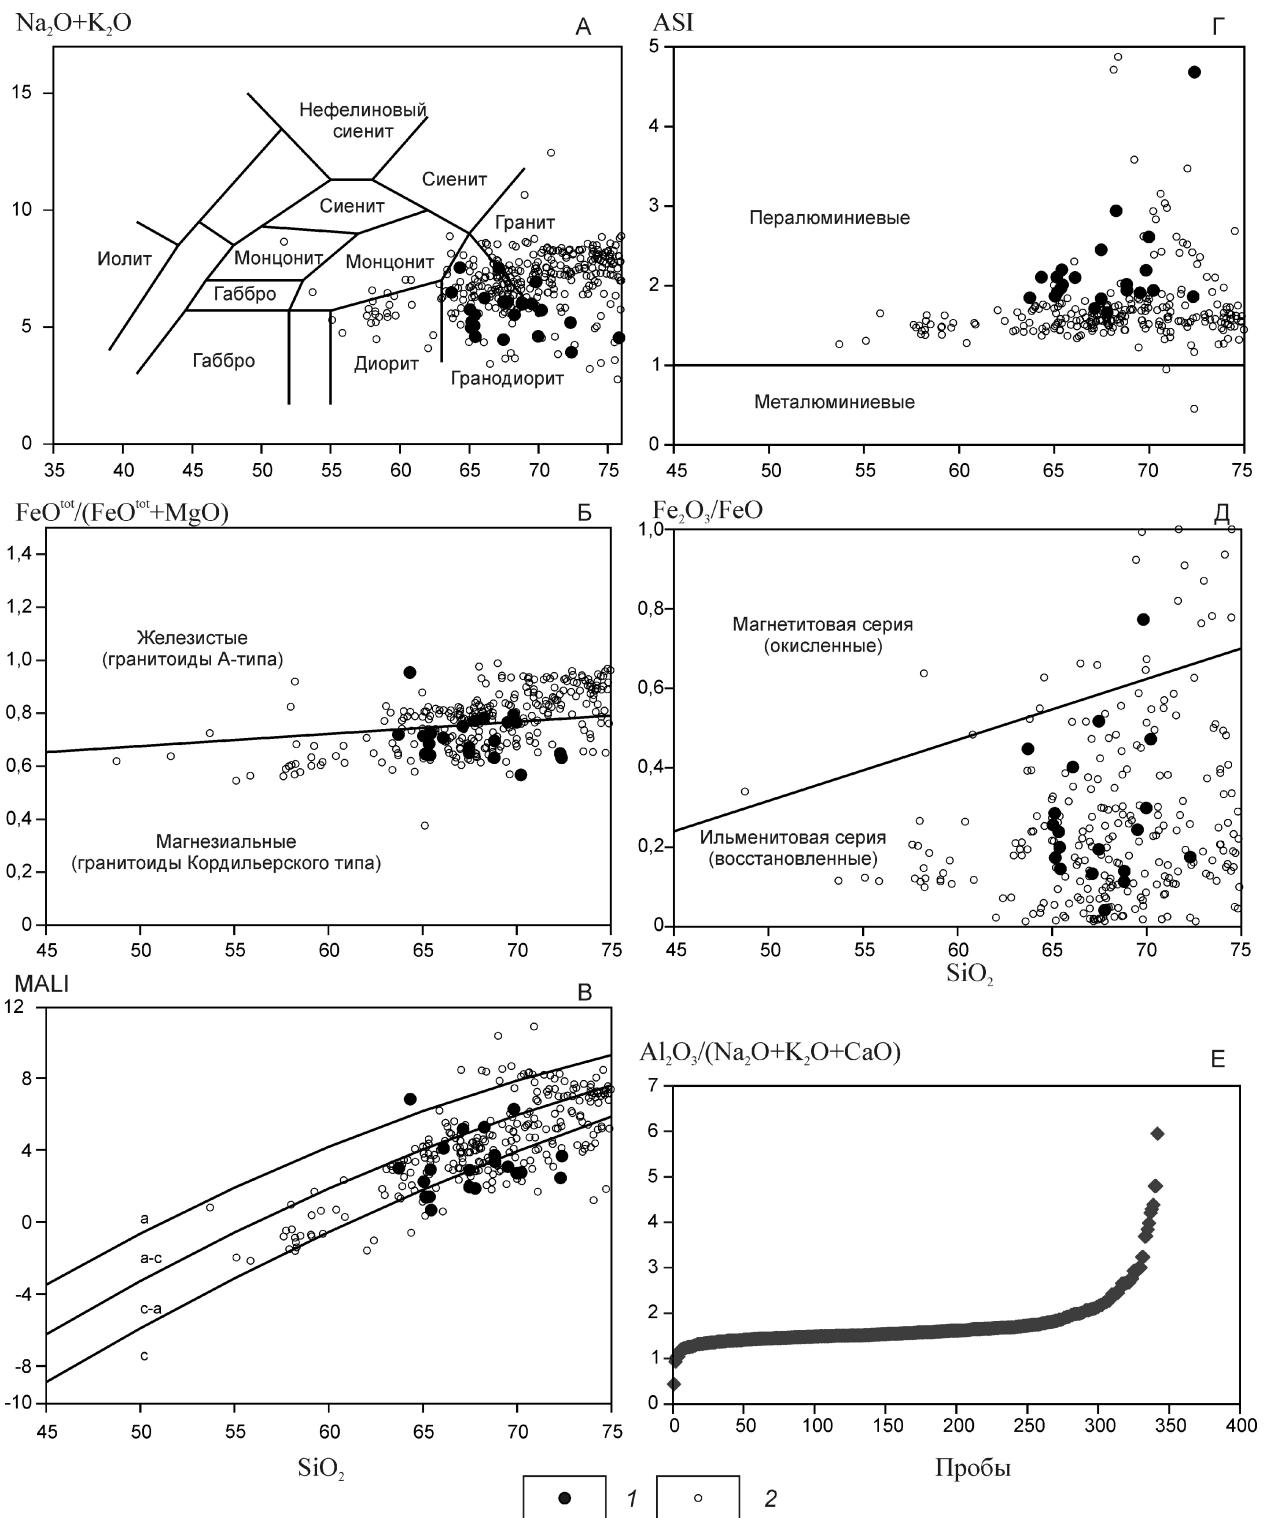 Na₂O+K₂O
А
15
10
5
0
35 40 45 50 55 60 65 70 75
Нефелиновый
сиенит
Сиенит
Сиенит
Гранит
Иолит
Монцонит
Монцонит
Габбро
Габбро
Диорит
Гранодиорит
ASI
Г
5
4
3
2
1
0
45 50 55 60 65 70 75
Пералюминиевые
Металюминиевые
FeOᵗᵒᵗ/(FeOᵗᵒᵗ+MgO)
Б
1,4
1,2
1,0
0,8
0,6
0,4
0,2
0
45 50 55 60 65 70 75
Железистые
(гранитоиды А-типа)
Магнезиальные
(гранитоиды Кордильерского типа)
Fe₂O₃/FeO
Д
1,0
0,8
0,6
0,4
0,2
0
45 50 55 60 65 70 75
SiO₂
Магнетитовая серия
(окисленные)
Ильменитовая серия
(восстановленные)
MALI
В
12
8
4
0
-4
-8
-10
45 50 55 60 65 70 75
SiO₂
a
a-c
c-a
c
Al₂O₃/(Na₂O+K₂O+CaO)
Е
7
6
5
4
3
2
1
0
0 50 100 150 200 250 300 350 400
Пробы
1 2